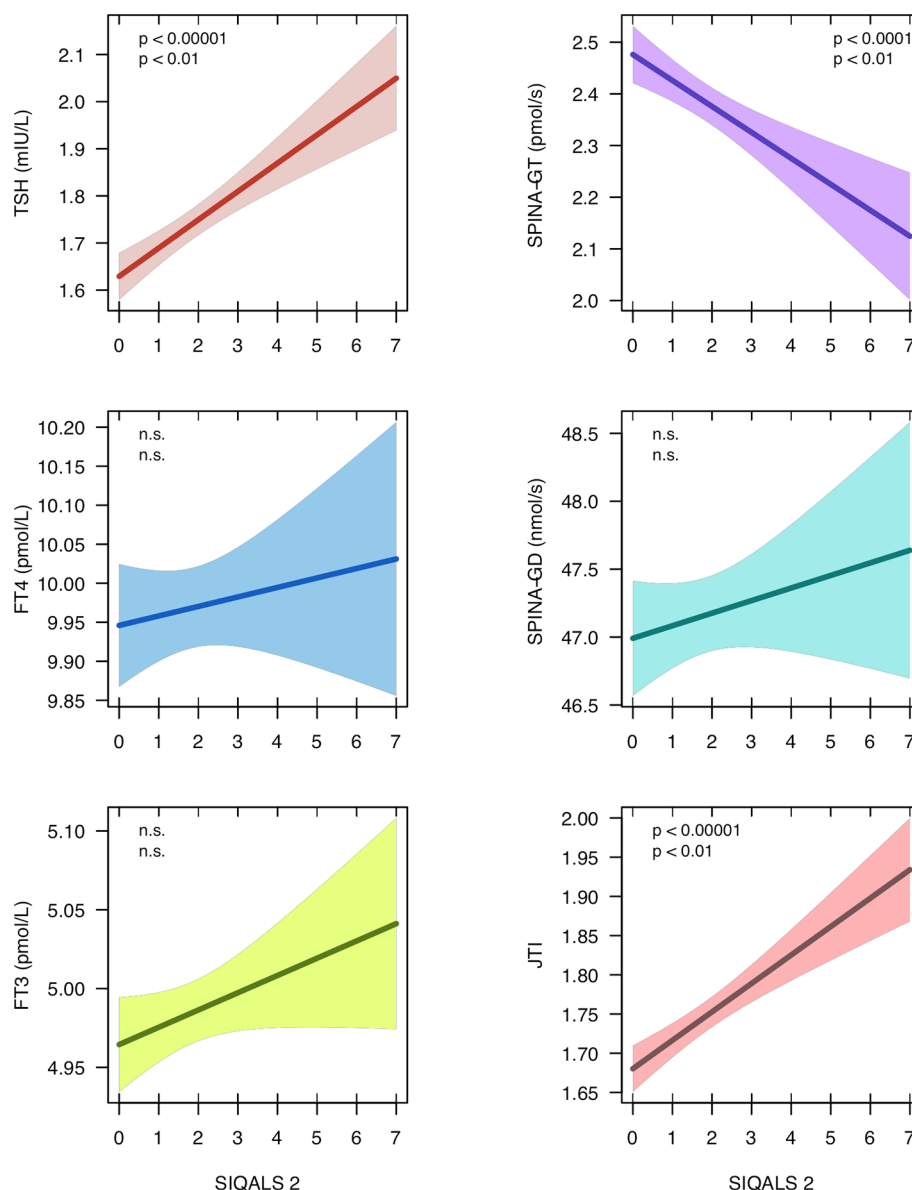 p < 0.00001
p < 0.01
TSH (mIU/L)
2.1
2.0
1.9
1.8
1.7
1.6
0 1 2 3 4 5 6 7
p < 0.0001
p < 0.01
SPINA-GT (pmol/s)
2.5
2.4
2.3
2.2
2.1
2.0
0 1 2 3 4 5 6 7
n.s.
n.s.
FT4 (pmol/L)
10.20
10.15
10.10
10.05
10.00
9.95
9.90
9.85
0 1 2 3 4 5 6 7
n.s.
n.s.
SPINA-GD (nmol/s)
48.5
48.0
47.5
47.0
46.5
0 1 2 3 4 5 6 7
n.s.
n.s.
FT3 (pmol/L)
5.10
5.05
5.00
4.95
0 1 2 3 4 5 6 7
SIQALS 2
p < 0.00001
p < 0.01
JTI
2.00
1.95
1.90
1.85
1.80
1.75
1.70
1.65
0 1 2 3 4 5 6 7
SIQALS 2